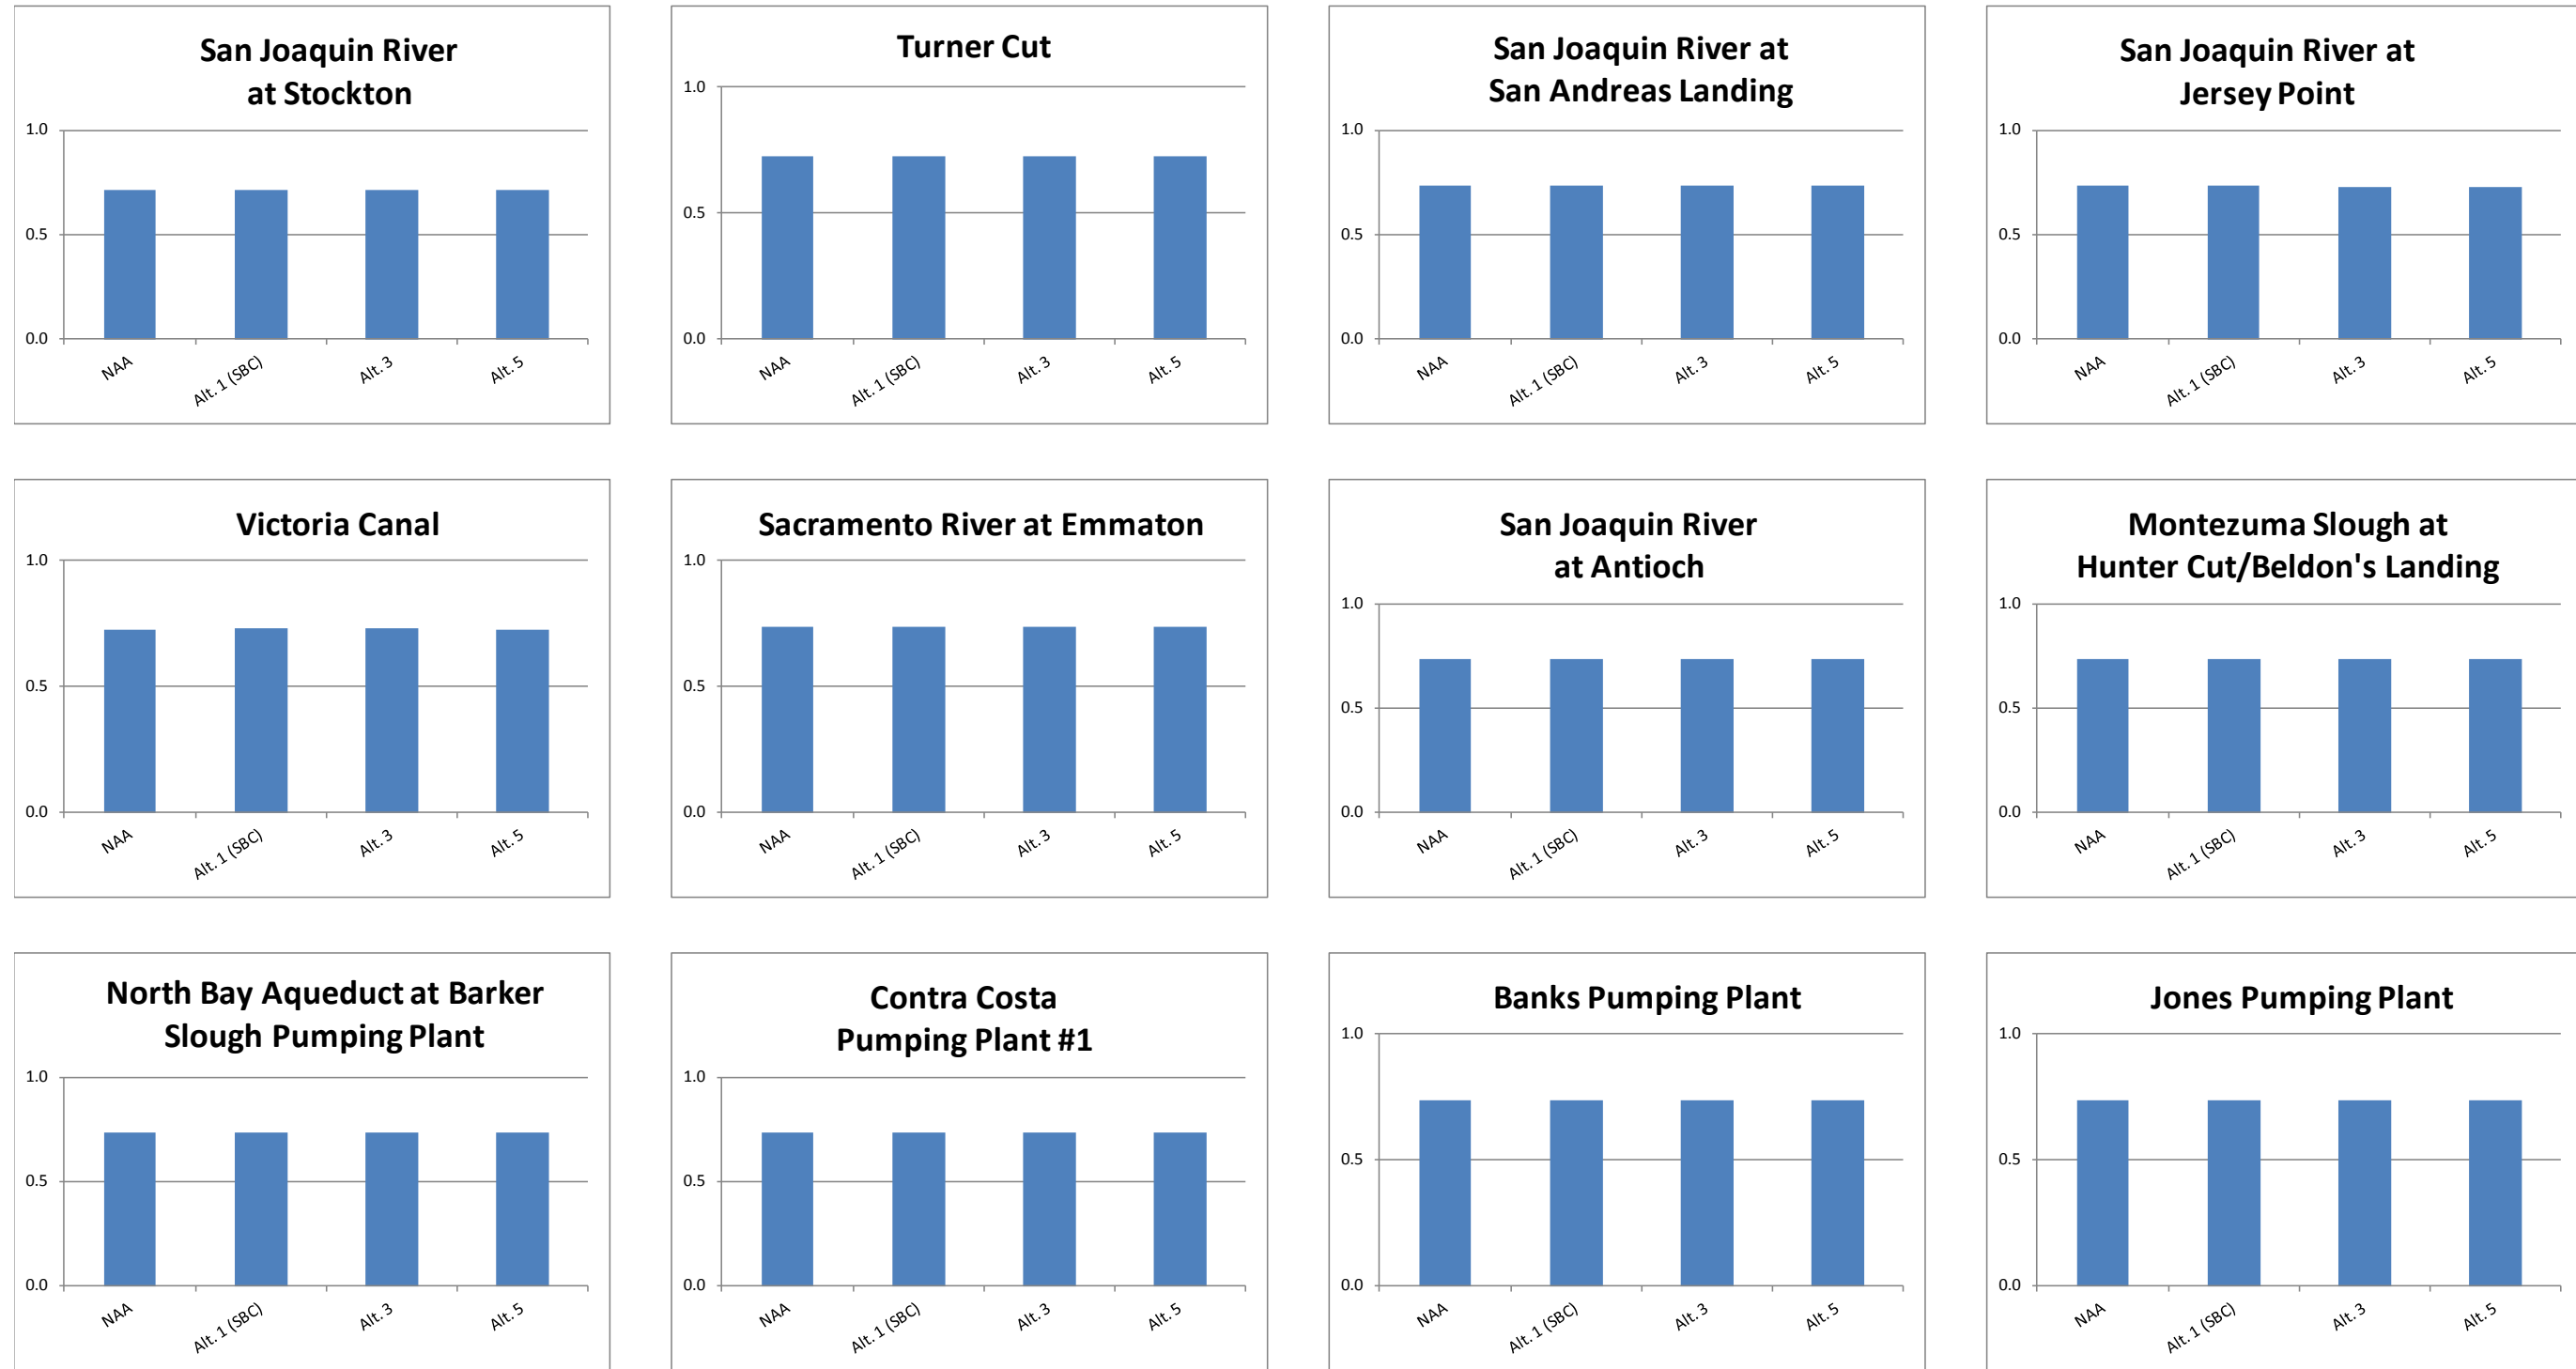 San Joaquin River
at Stockton
1.0
0.5
0.0
NAA
Alt. 1 (SBC)
Alt. 3
Alt. 5
Turner Cut
1.0
0.5
0.0
NAA
Alt. 1 (SBC)
Alt. 3
Alt. 5
San Joaquin River at
San Andreas Landing
1.0
0.5
0.0
NAA
Alt. 1 (SBC)
Alt. 3
Alt. 5
San Joaquin River at
Jersey Point
1.0
0.5
0.0
NAA
Alt. 1 (SBC)
Alt. 3
Alt. 5
Victoria Canal
1.0
0.5
0.0
NAA
Alt. 1 (SBC)
Alt. 3
Alt. 5
Sacramento River at Emmaton
1.0
0.5
0.0
NAA
Alt. 1 (SBC)
Alt. 3
Alt. 5
San Joaquin River
at Antioch
1.0
0.5
0.0
NAA
Alt. 1 (SBC)
Alt. 3
Alt. 5
Montezuma Slough at
Hunter Cut/Beldon's Landing
1.0
0.5
0.0
NAA
Alt. 1 (SBC)
Alt. 3
Alt. 5
North Bay Aqueduct at Barker
Slough Pumping Plant
1.0
0.5
0.0
NAA
Alt. 1 (SBC)
Alt. 3
Alt. 5
Contra Costa
Pumping Plant #1
1.0
0.5
0.0
NAA
Alt. 1 (SBC)
Alt. 3
Alt. 5
Banks Pumping Plant
1.0
0.5
0.0
NAA
Alt. 1 (SBC)
Alt. 3
Alt. 5
Jones Pumping Plant
1.0
0.5
0.0
NAA
Alt. 1 (SBC)
Alt. 3
Alt. 5